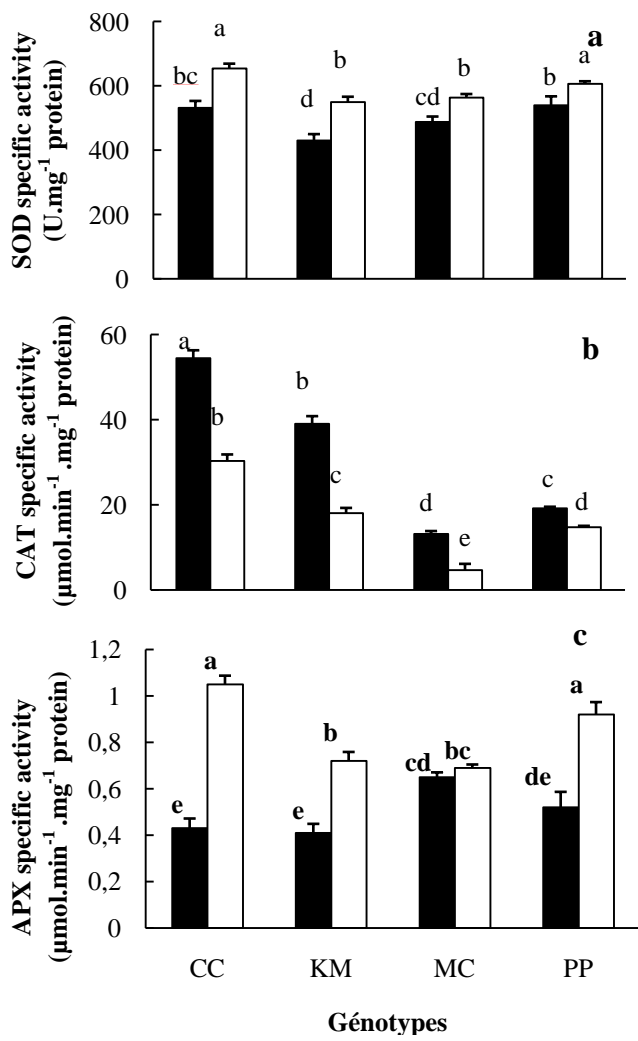 SOD specific activity
(U.mg⁻¹ protein)
800
600
400
200
0
a
bc
a
d
b
cd
b
b
a
CAT specific activity
(µmol.min⁻¹ .mg⁻¹ protein)
60
40
20
0
b
a
b
b
c
d
e
c
d
APX specific activity
(µmol.min⁻¹ .mg⁻¹ protein)
1,2
1
0,8
0,6
0,4
0,2
0
c
e
a
e
b
cd
bc
de
a
CC KM MC PP
Génotypes